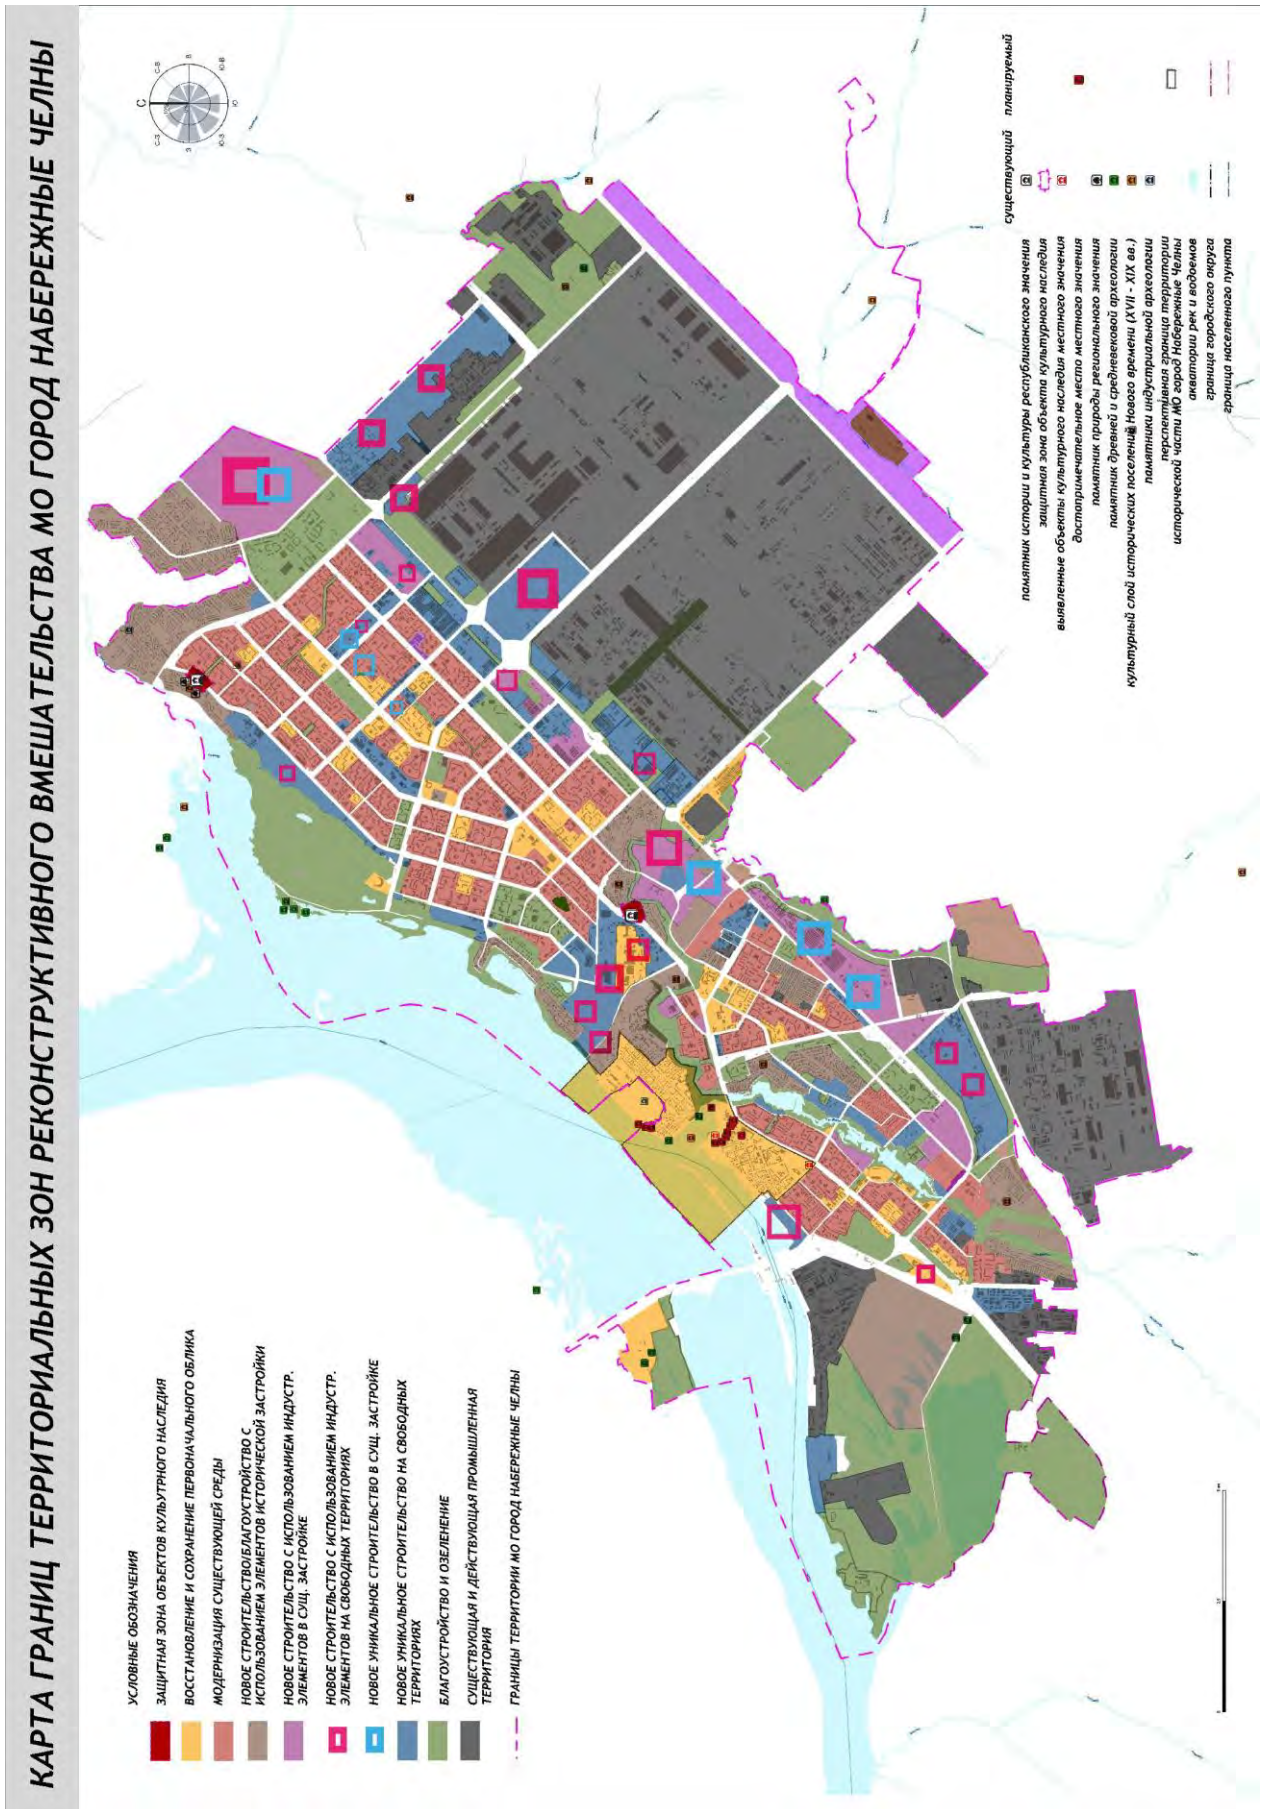 КАРТА ГРАНИЦ ТЕРРИТОРИАЛЬНЫХ ЗОН РЕКОНСТРУКТИВНОГО ВМЕШАТЕЛЬСТВА МО ГОРОД НАБЕРЕЖНЫЕ ЧЕЛНЫ
УСЛОВНЫЕ ОБОЗНАЧЕНИЯ
ЗАЩИТНАЯ ЗОНА ОБЪЕКТОВ КУЛЬУТРНОГО НАСЛЕДИЯ
ВОССТАНОВЛЕНИЕ И СОХРАНЕНИЕ ПЕРВОНАЧАЛЬНОГО ОБЛИКА
МОДЕРНИЗАЦИЯ СУЩЕСТВУЮЩЕЙ СРЕДЫ
НОВОЕ СТРОИТЕЛЬСТВО/БЛАГОУСТРОЙСТВО С
ИСПОЛЬЗОВАНИЕМ ЭЛЕМЕНТОВ ИСТОРИЧЕСКОЙ ЗАСТРОЙКИ
НОВОЕ СТРОИТЕЛЬСТВО С ИСПОЛЬЗОВАНИЕМ ИНДУСТР.
ЭЛЕМЕНТОВ В СУЩ. ЗАСТРОЙКЕ
НОВОЕ СТРОИТЕЛЬСТВО С ИСПОЛЬЗОВАНИЕМ ИНДУСТР.
ЭЛЕМЕНТОВ НА СВОБОДНЫХ ТЕРРИТОРИЯХ
НОВОЕ УНИКАЛЬНОЕ СТРОИТЕЛЬСТВО В СУЩ. ЗАСТРОЙКЕ
НОВОЕ УНИКАЛЬНОЕ СТРОИТЕЛЬСТВО НА СВОБОДНЫХ
ТЕРРИТОРИЯХ
БЛАГОУСТРОЙСТВО И ОЗЕЛЕНЕНИЕ
СУЩЕСТВУЮЩАЯ И ДЕЙСТВУЮЩАЯ ПРОМЫШЛЕННАЯ
ТЕРРИТОРИЯ
ГРАНИЦЫ ТЕРРИТОРИИ МО ГОРОД НАБЕРЕЖНЫЕ ЧЕЛНЫ
С
С-В
В
Ю-В
Ю
Ю-З
З
С-З
существующий планируемый
памятник истории и культуры республиканского значения
защитная зона объекта культурного наследия
выявленные объекты культурного наследия местного значения
достопримечательное место местного значения
памятник природы регионального значения
памятник древней и средневековой археологии
культурный слой исторических поселений Нового времени (XVII - XIX вв.)
памятники индустриальной археологии
перспективная граница территории
исторической части МО город Набережные Челны
акватории рек и водоемов
граница городского округа
граница населенного пункта